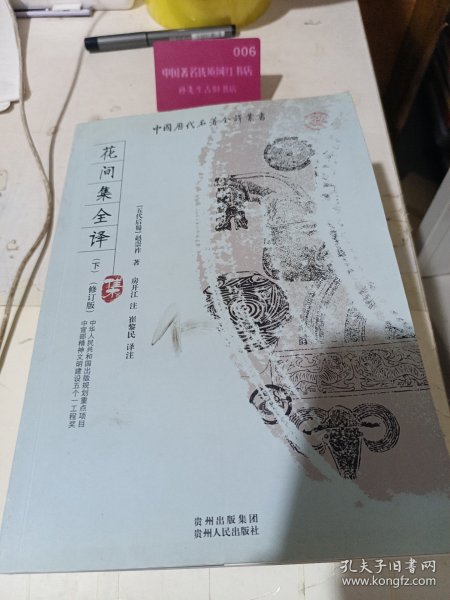 006
中国著名民族风红书店
中国历代名著全译丛书
花间集全译
（下）
（修订版）
［五代后蜀］赵崇祚 著
房开江 注 崔黎民 译注
中华人民共和国出版规划重点项目
中宣部精神文明建设五个一工程奖
贵州出版集团
贵州人民出版社
孔夫子旧书网
www.kongfz.com